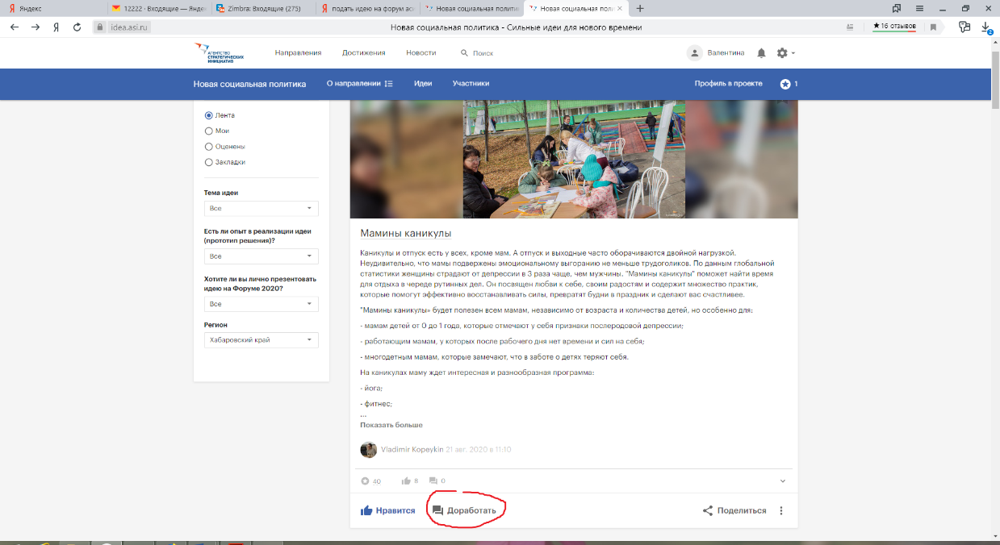 Яндекс
12222 · Входящие — Яндекс
Zimbra: Входящие (275)
подать идею на форум аси
Новая социальная полити
Новая социальная пол
idea.asi.ru
Новая социальная политика - Сильные идеи для нового времени
★ 16 отзывов
2
АГЕНТСТВО
СТРАТЕГИЧЕСКИХ
ИНИЦИАТИВ
Направления
Достижения
Новости
Поиск
Валентина
Новая социальная политика
О направлении
Идеи
Участники
Профиль в проекте
1
Лента
Мои
Оценены
Закладки
Тема идеи
Все
Есть ли опыт в реализации идеи
(прототип решения)?
Все
Хотите ли вы лично презентовать
идею на Форуме 2020?
Все
Регион
Хабаровский край
Мамины каникулы
Каникулы и отпуск есть у всех, кроме мам. А отпуск и выходные часто оборачиваются двойной нагрузкой.
Неудивительно, что мамы подвержены эмоциональному выгоранию не меньше трудоголиков. По данным глобальной
статистики женщины страдают от депрессии в 3 раза чаще, чем мужчины. "Мамины каникулы" поможет найти время
для отдыха в череде рутинных дел. Он посвящен любви к себе, своим радостям и содержит множество практик,
которые помогут эффективно восстанавливать силы, превратят будни в праздник и сделают вас счастливее.
"Мамины каникулы» будет полезен всем мамам, независимо от возраста и количества детей, но особенно для:
- мамам детей от 0 до 1 года, которые отмечают у себя признаки послеродовой депрессии;
- работающим мамам, у которых после рабочего дня нет времени и сил на себя;
- многодетным мамам, которые замечают, что в заботе о детях теряют себя.
На каникулах маму ждет интересная и разнообразная программа:
- йога;
- фитнес;
...
Показать больше
Vladimir Kopeykin 21 авг. 2020 в 11:10
40 8 0
Нравится
Доработать
Поделиться